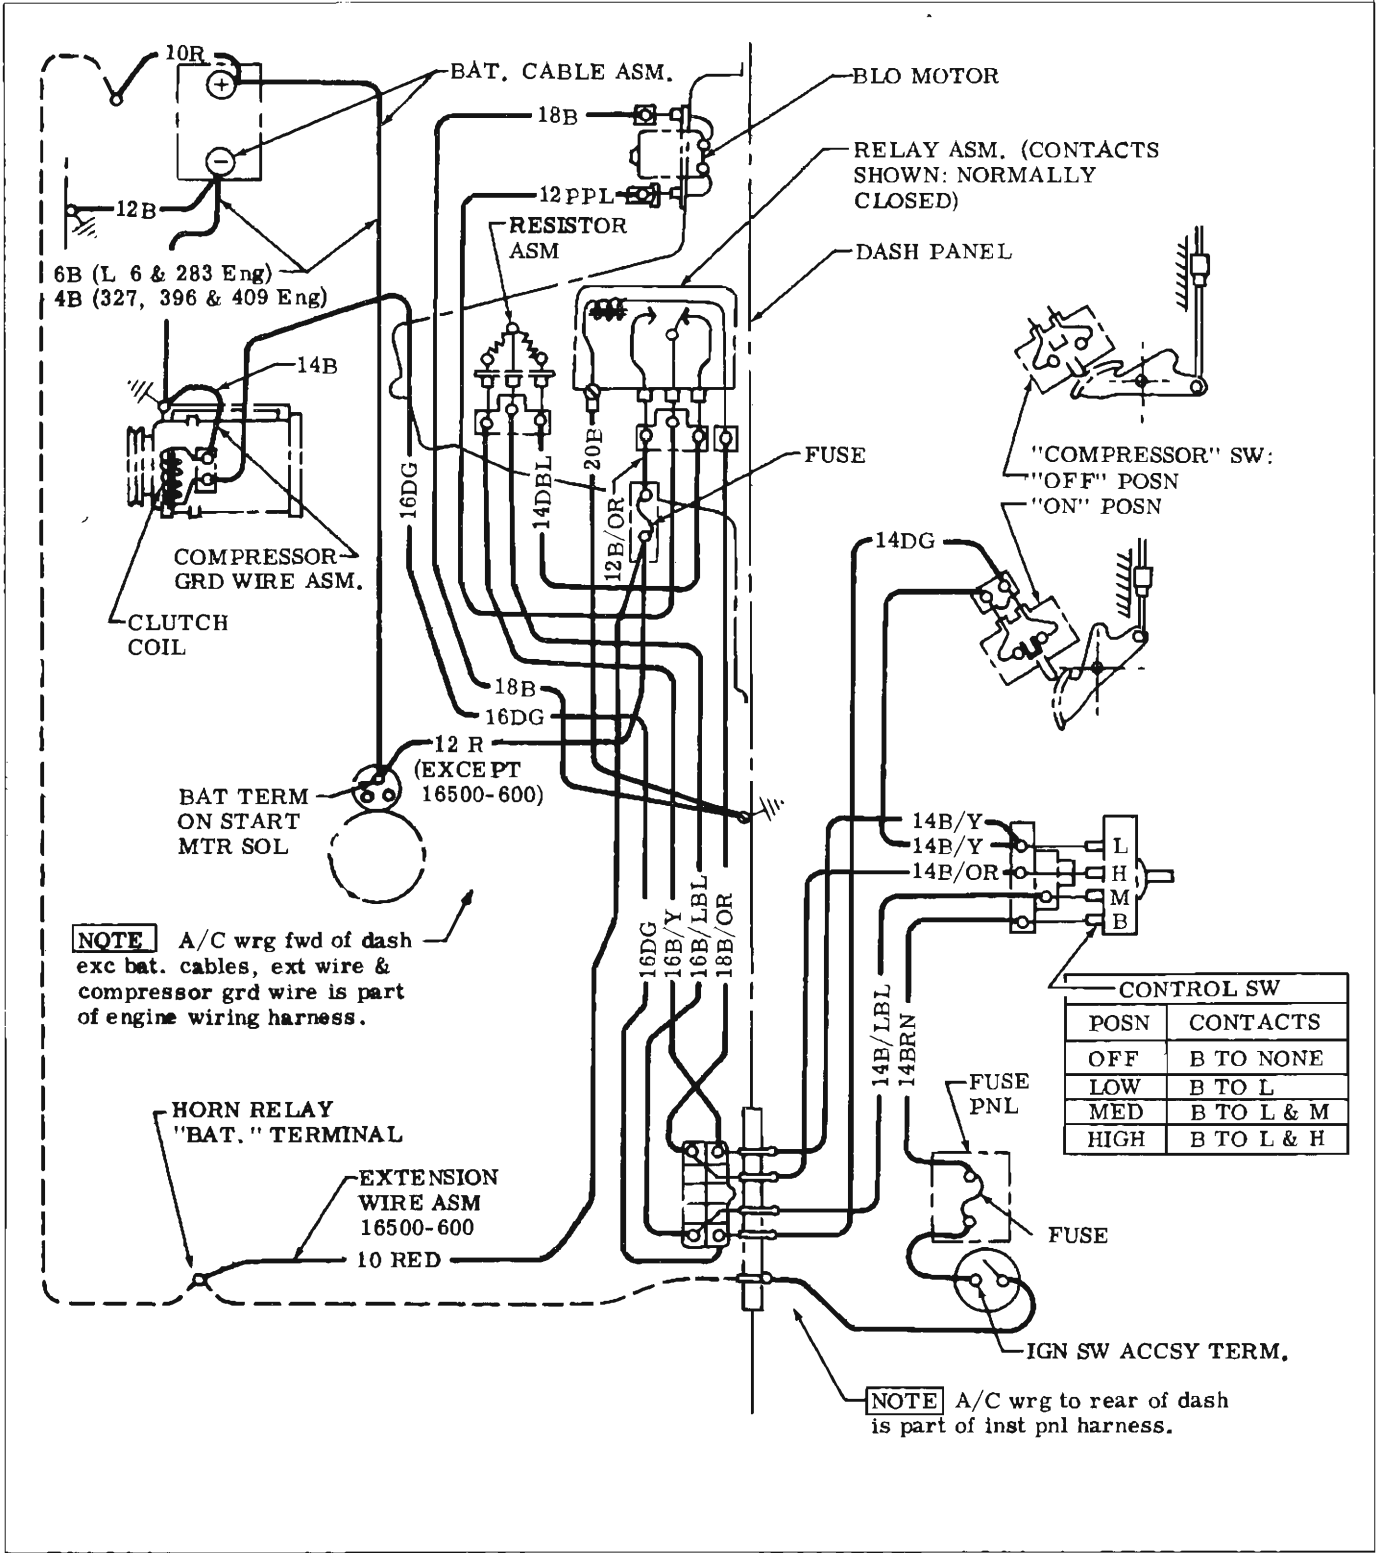 10R
+
BAT. CABLE ASM.
BLO MOTOR
18B
RELAY ASM. (CONTACTS
SHOWN: NORMALLY
CLOSED)
−
12B
12PPL
RESISTOR
ASM
DASH PANEL
6B (L 6 & 283 Eng)
4B (327, 396 & 409 Eng)
14B
"COMPRESSOR" SW:
"OFF" POSN
"ON" POSN
FUSE
20B
16DG
14DBL
12B/OR
14DG
COMPRESSOR
GRD WIRE ASM.
CLUTCH
COIL
18B
16DG
12 R
(EXCEPT
16500-600)
BAT TERM
ON START
MTR SOL
14B/Y
14B/Y
14B/OR
L
H
M
B
NOTE A/C wrg fwd of dash
exc bat. cables, ext wire &
compressor grd wire is part
of engine wiring harness.
16DG
16B/Y
16B/LBL
18B/OR
14B/LBL
14BRN
CONTROL SW
POSN CONTACTS
OFF B TO NONE
LOW B TO L
MED B TO L & M
HIGH B TO L & H
FUSE
PNL
HORN RELAY
"BAT." TERMINAL
EXTENSION
WIRE ASM
16500-600
10 RED
FUSE
IGN SW ACCSY TERM.
NOTE A/C wrg to rear of dash
is part of inst pnl harness.